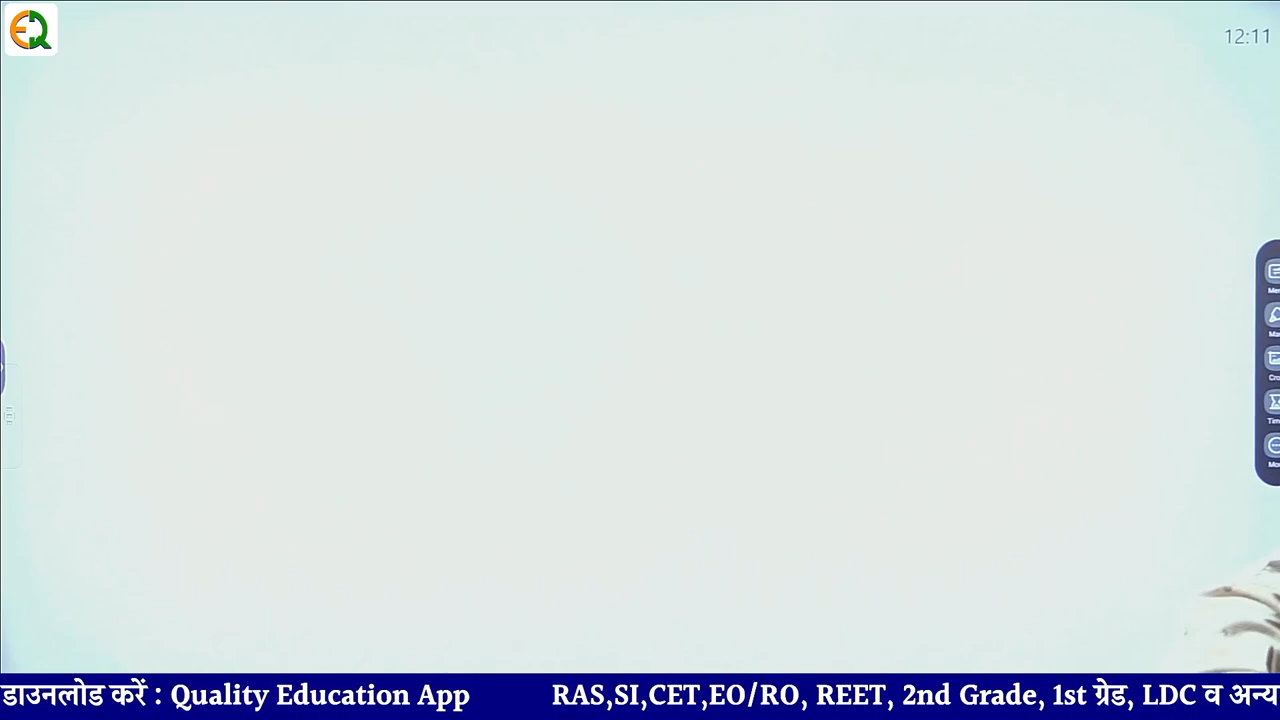 12:11
डाउनलोड करें : Quality Education App RAS,SI,CET,EO/RO, REET, 2nd Grade, 1st ग्रेड, LDC व अन्य